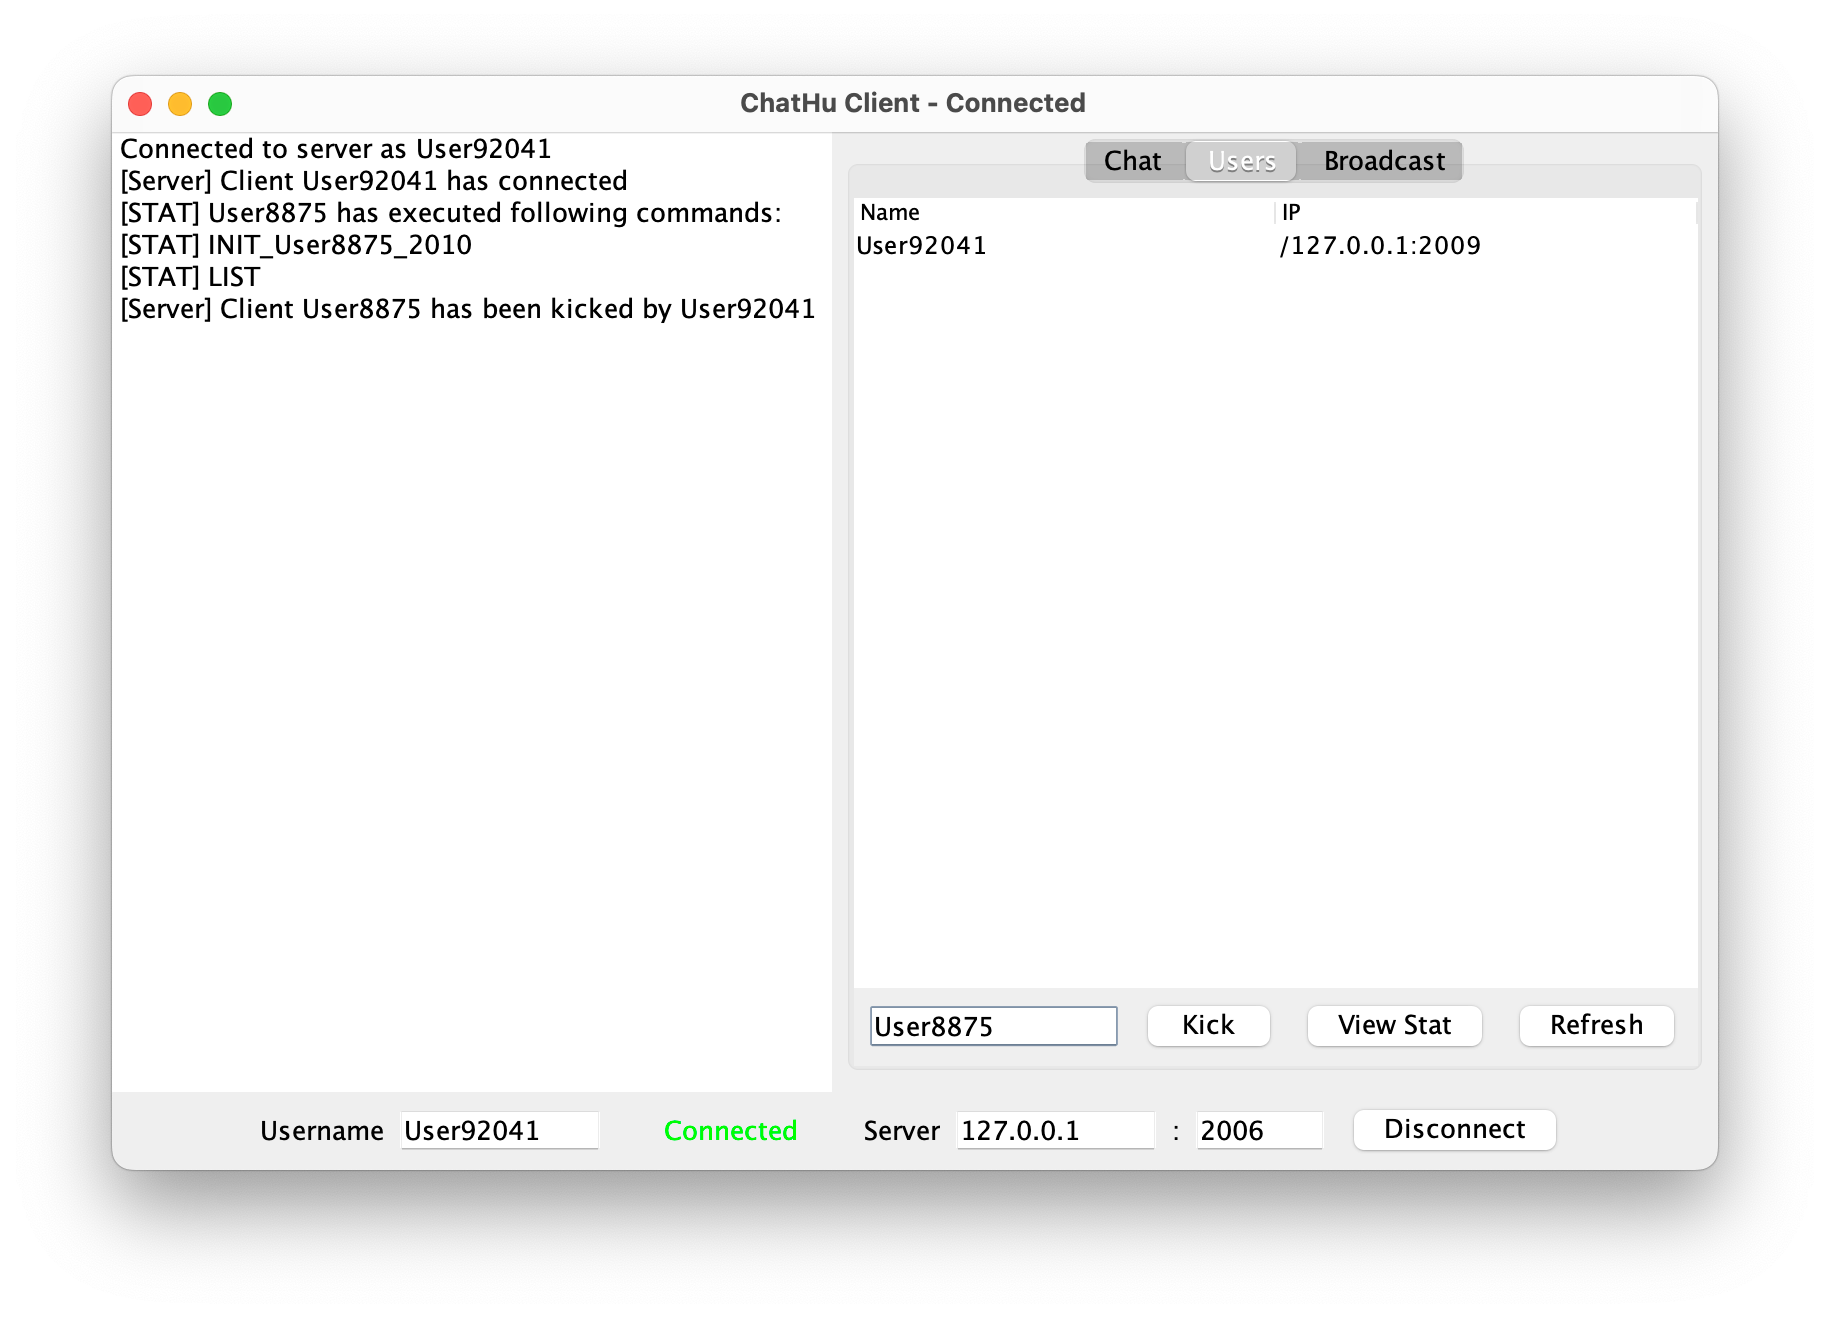 ChatHu Client - Connected
Connected to server as User92041
[Server] Client User92041 has connected
[STAT] User8875 has executed following commands:
[STAT] INIT_User8875_2010
[STAT] LIST
[Server] Client User8875 has been kicked by User92041
Chat Users Broadcast
Name IP
User92041 /127.0.0.1:2009
User8875 Kick View Stat Refresh
Username User92041 Connected Server 127.0.0.1 : 2006 Disconnect